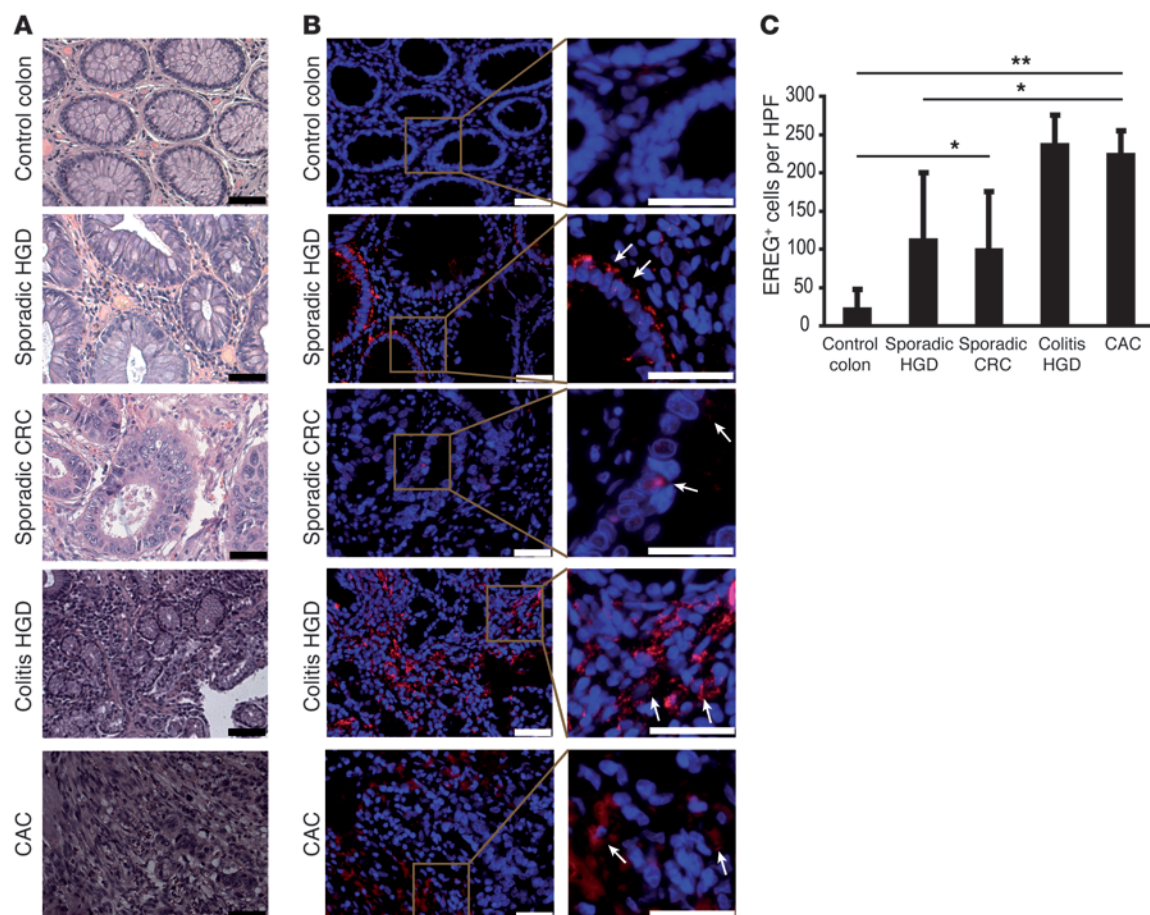 A
Control colon
Sporadic HGD
Sporadic CRC
Colitis HGD
CAC
B
Control colon
Sporadic HGD
Sporadic CRC
Colitis HGD
CAC
C
**
*
*
EREG+ cells per HPF
300
250
200
150
100
50
0
Control colon
Sporadic HGD
Sporadic CRC
Colitis HGD
CAC